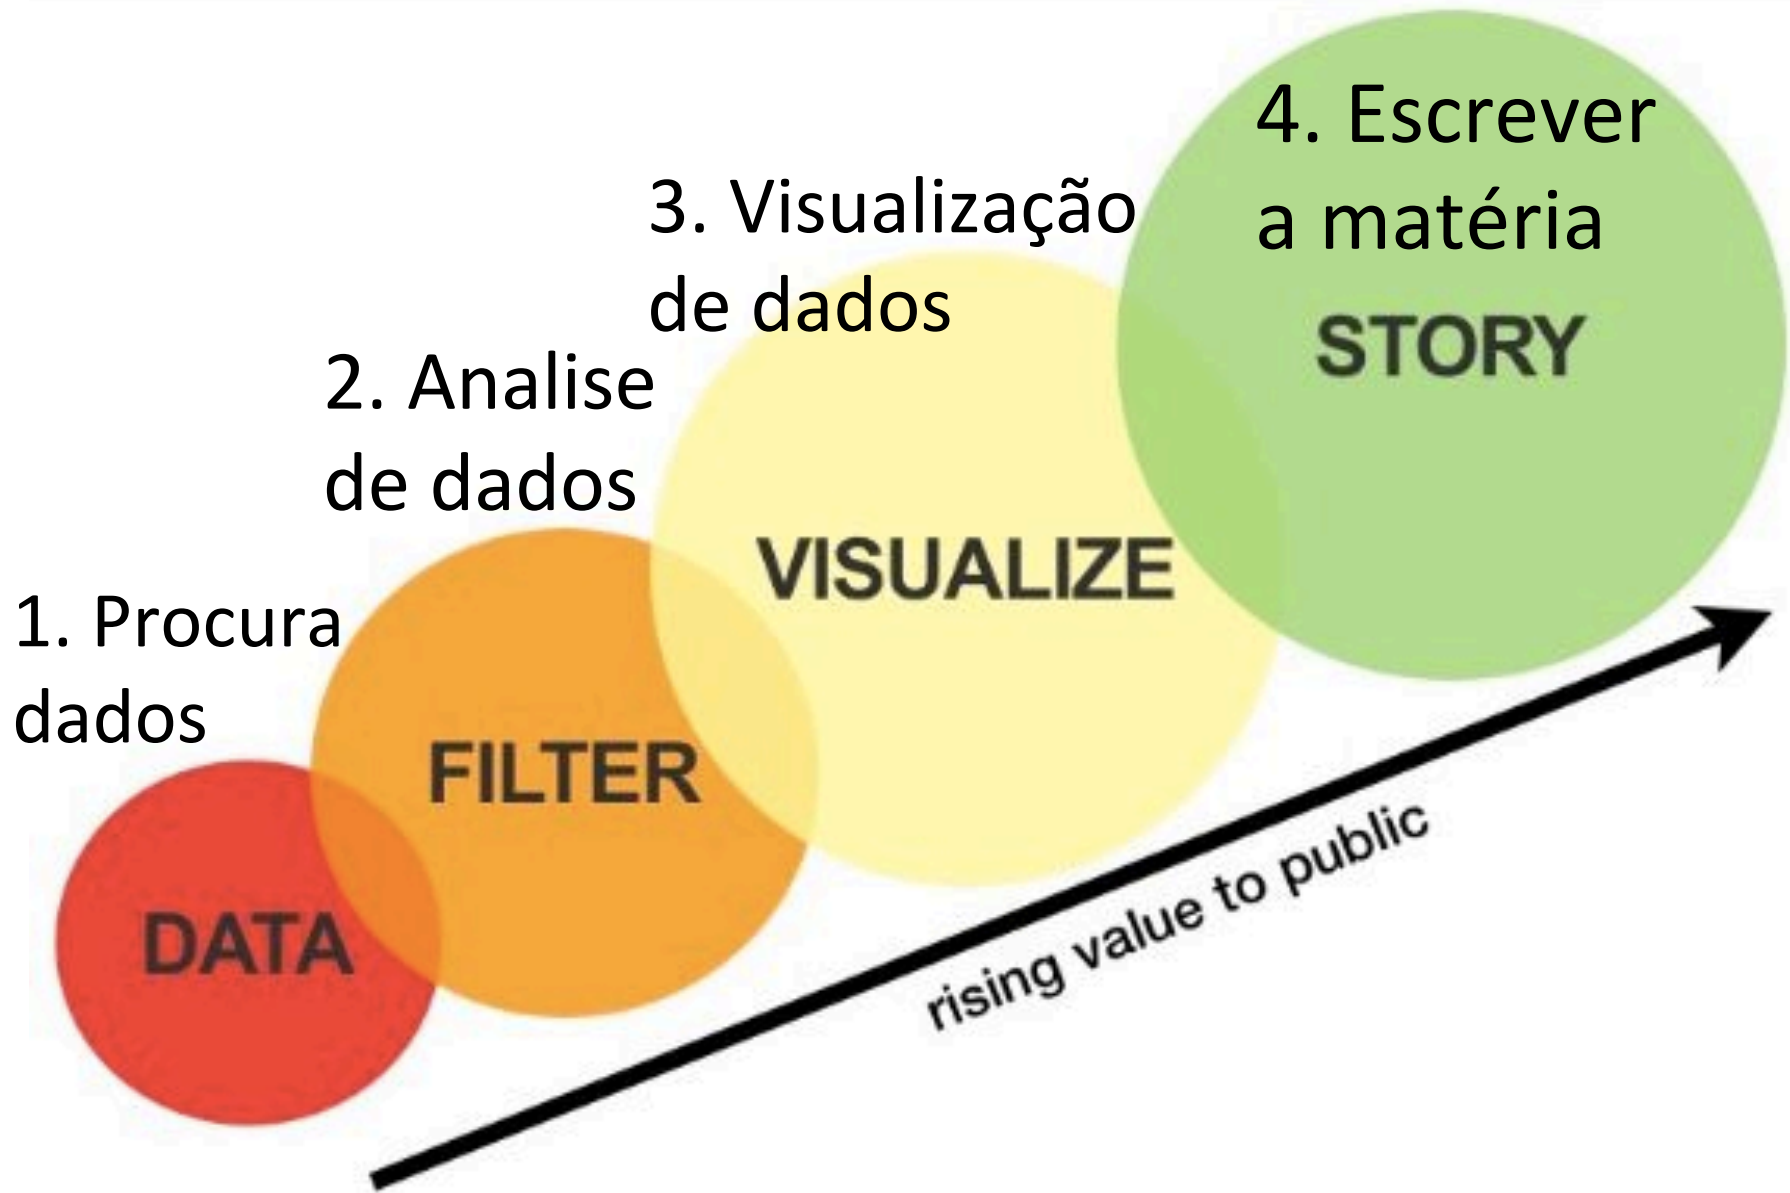 1. Procura
dados
DATA
2. Analise
de dados
FILTER
3. Visualização
de dados
VISUALIZE
4. Escrever
a matéria
STORY
rising value to public